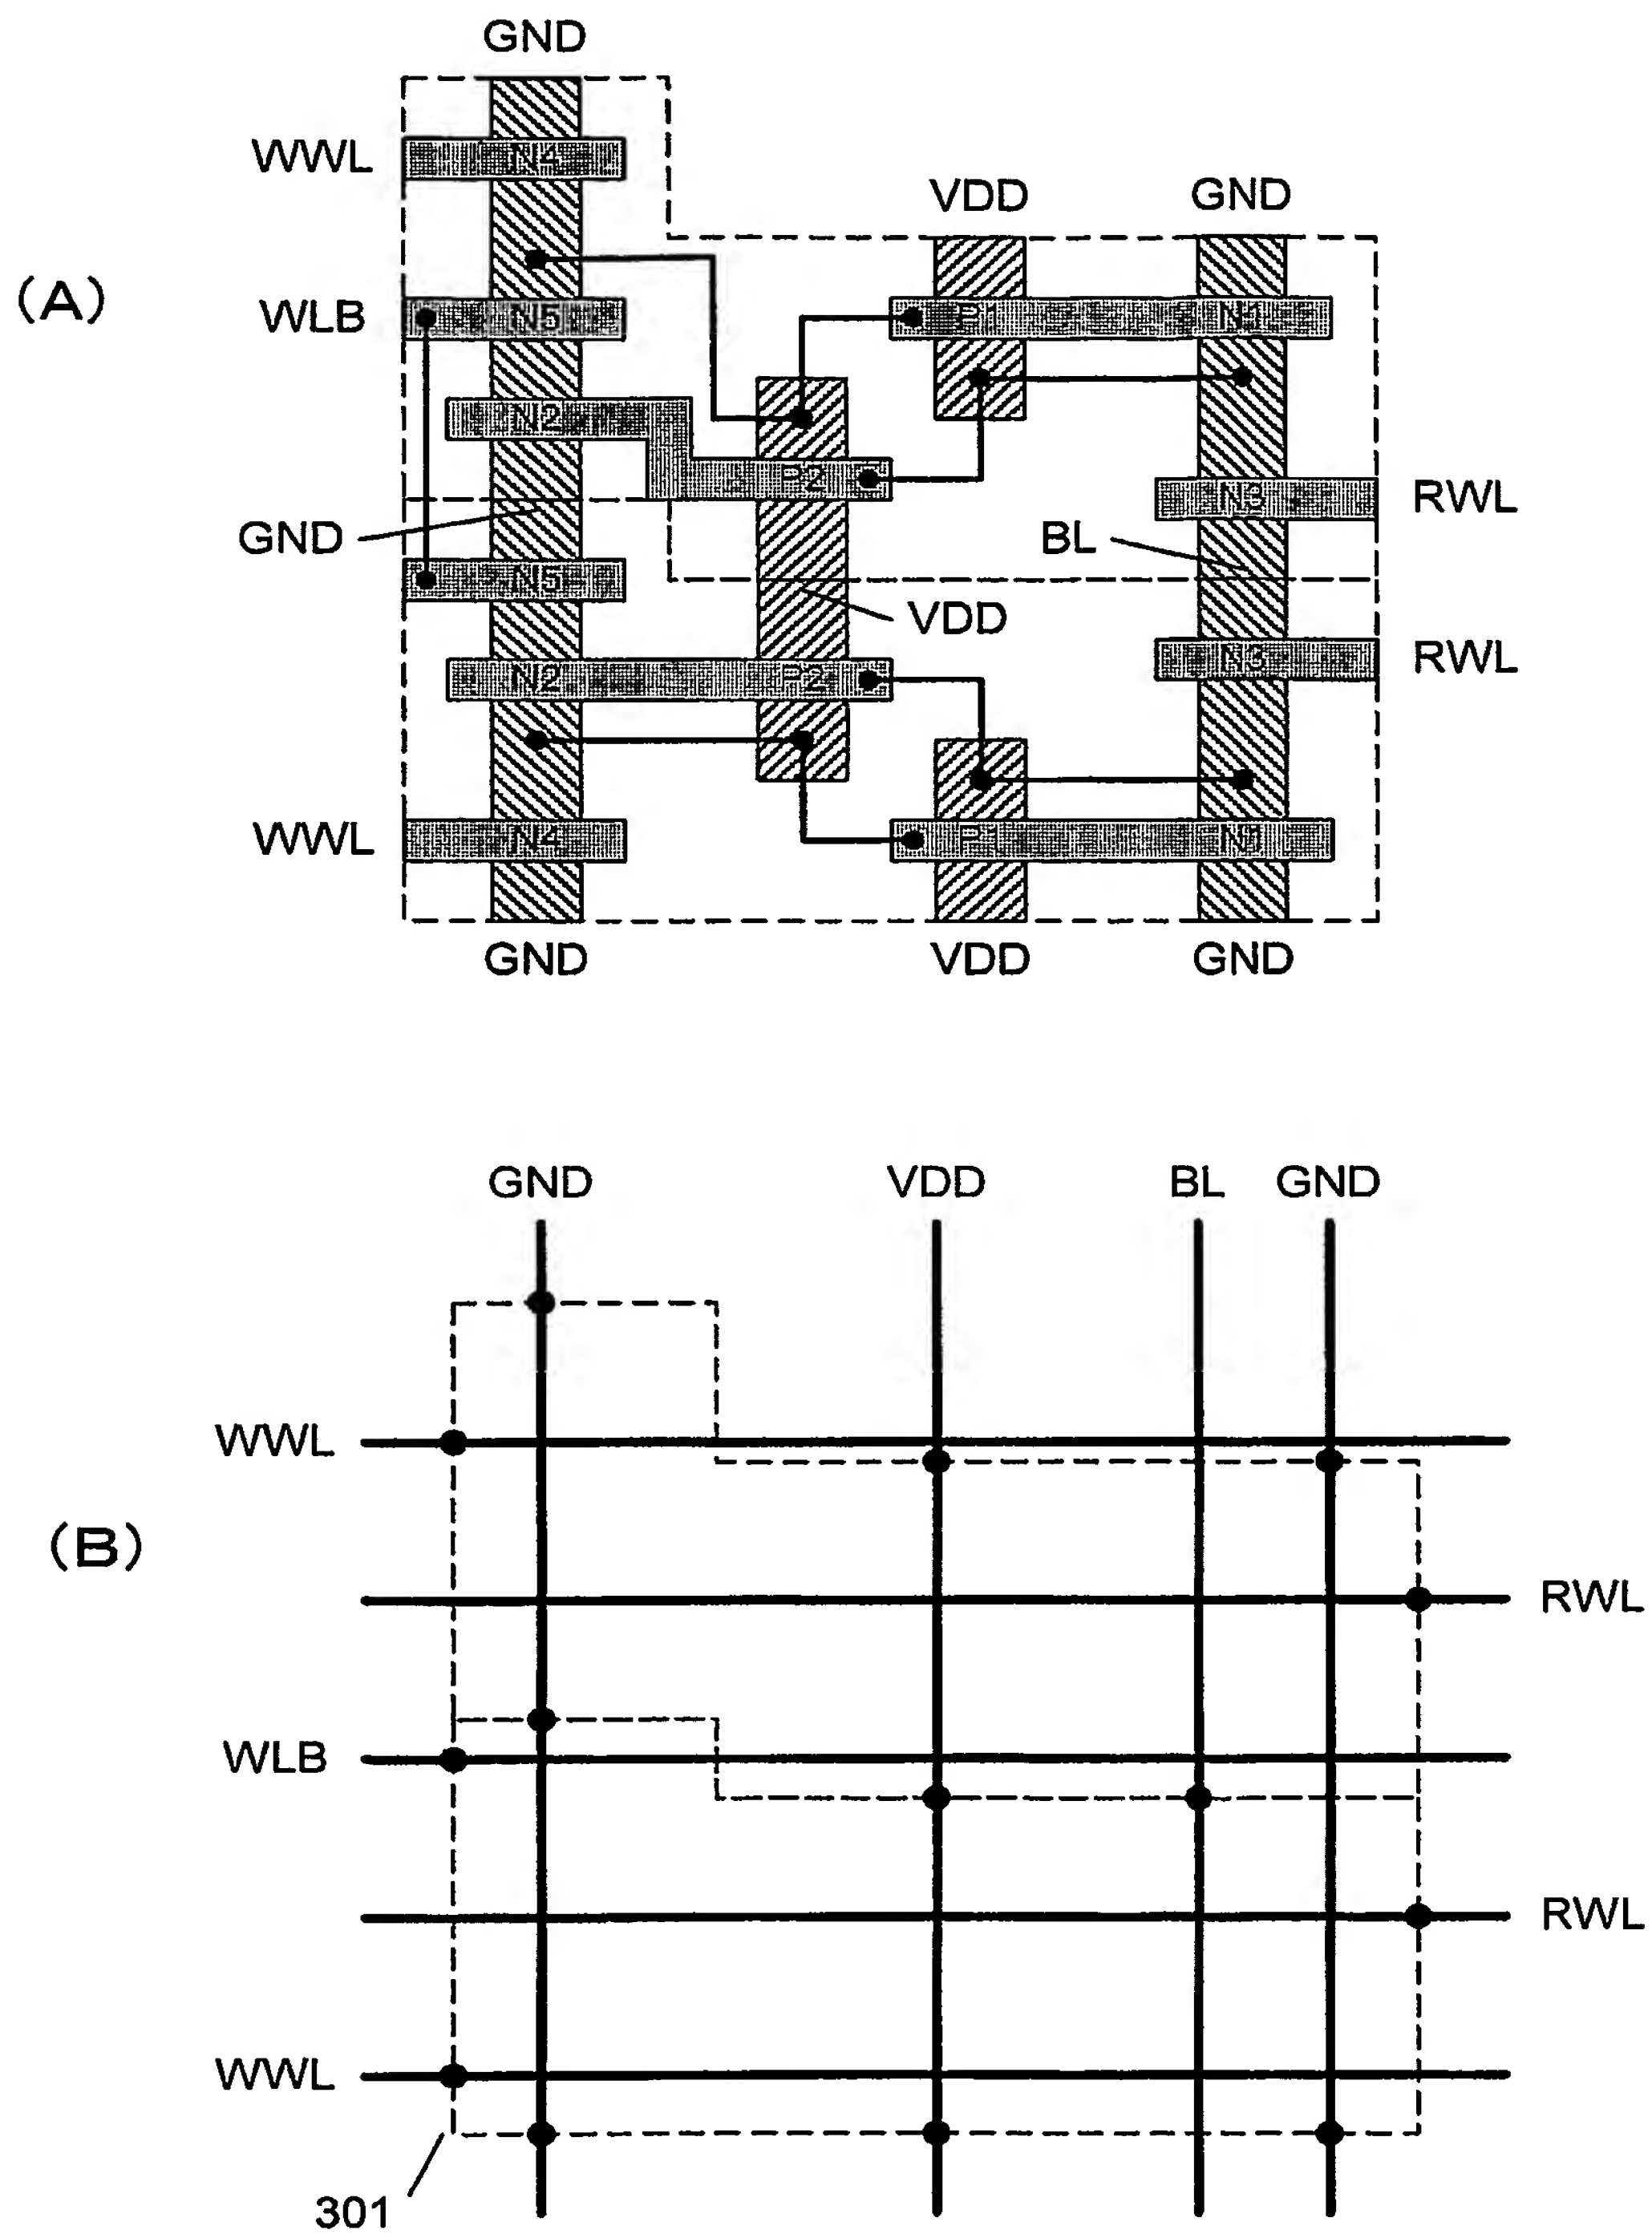 GND
WWL N4
VDD GND
(A)
WLB N5 P1 N1
N2
P2 N3 RWL
GND BL
N5
VDD
N2 P2 N3 RWL
WWL N4 P1 N1
GND VDD GND
GND VDD BL GND
WWL
(B)
RWL
WLB
RWL
WWL
301